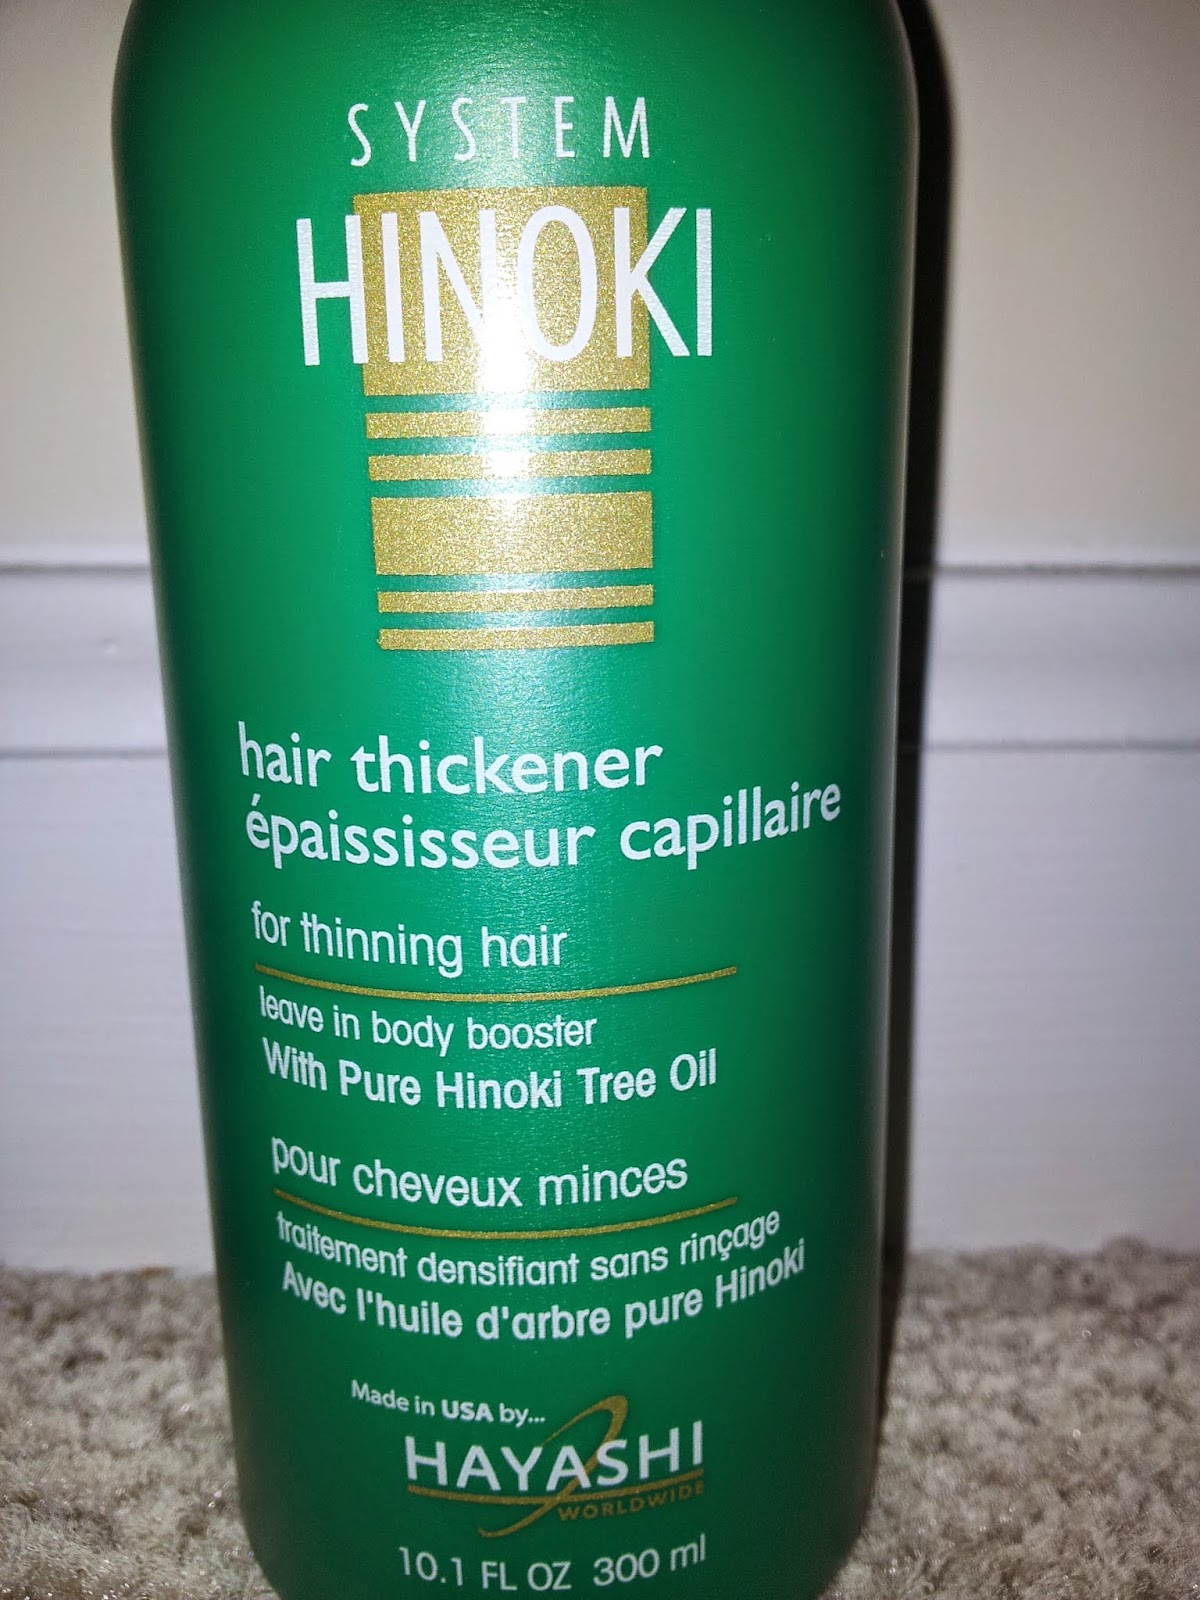 SYSTEM
HINOKI
hair thickener
épaississeur capillaire
for thinning hair
leave in body booster
With Pure Hinoki Tree Oil
pour cheveux minces
traitement densifiant sans rinçage
Avec l'huile d'arbre pure Hinoki
Made in USA by...
HAYASHI
WORLDWIDE
10.1 FL OZ 300 ml